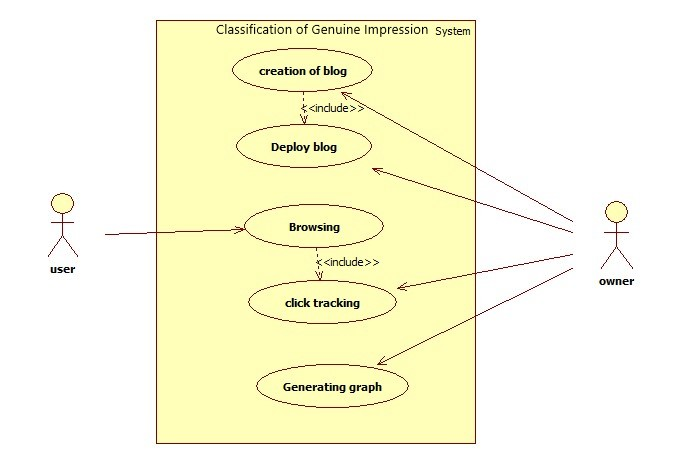 Classification of Genuine Impression System
creation of blog
<<include>>
Deploy blog
Browsing
<<include>>
click tracking
Generating graph
user
owner